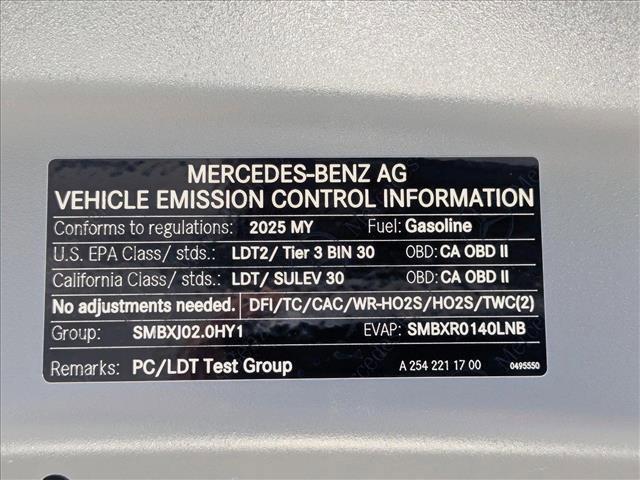 MERCEDES-BENZ AG
VEHICLE EMISSION CONTROL INFORMATION
Conforms to regulations: 2025 MY Fuel: Gasoline
U.S. EPA Class/ stds.: LDT2/ Tier 3 BIN 30 OBD: CA OBD II
California Class/ stds.: LDT/ SULEV 30 OBD: CA OBD II
No adjustments needed. DFI/TC/CAC/WR-HO2S/HO2S/TWC(2)
Group: SMBXJ02.0HY1 EVAP: SMBXR0140LNB
Remarks: PC/LDT Test Group A 254 221 17 00 0495550